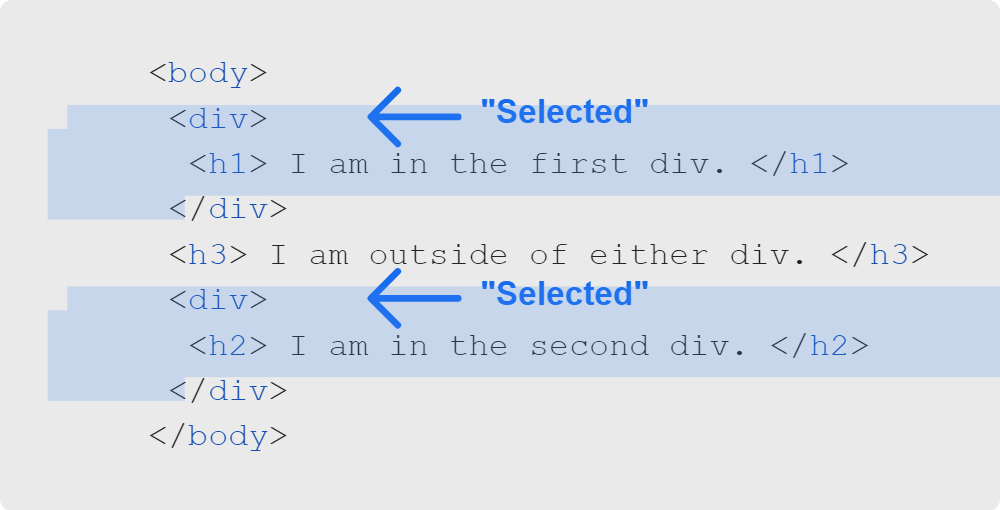 <body>
<div> "Selected"
<h1> I am in the first div. </h1>
</div>
<h3> I am outside of either div. </h3>
<div> "Selected"
<h2> I am in the second div. </h2>
</div>
</body>